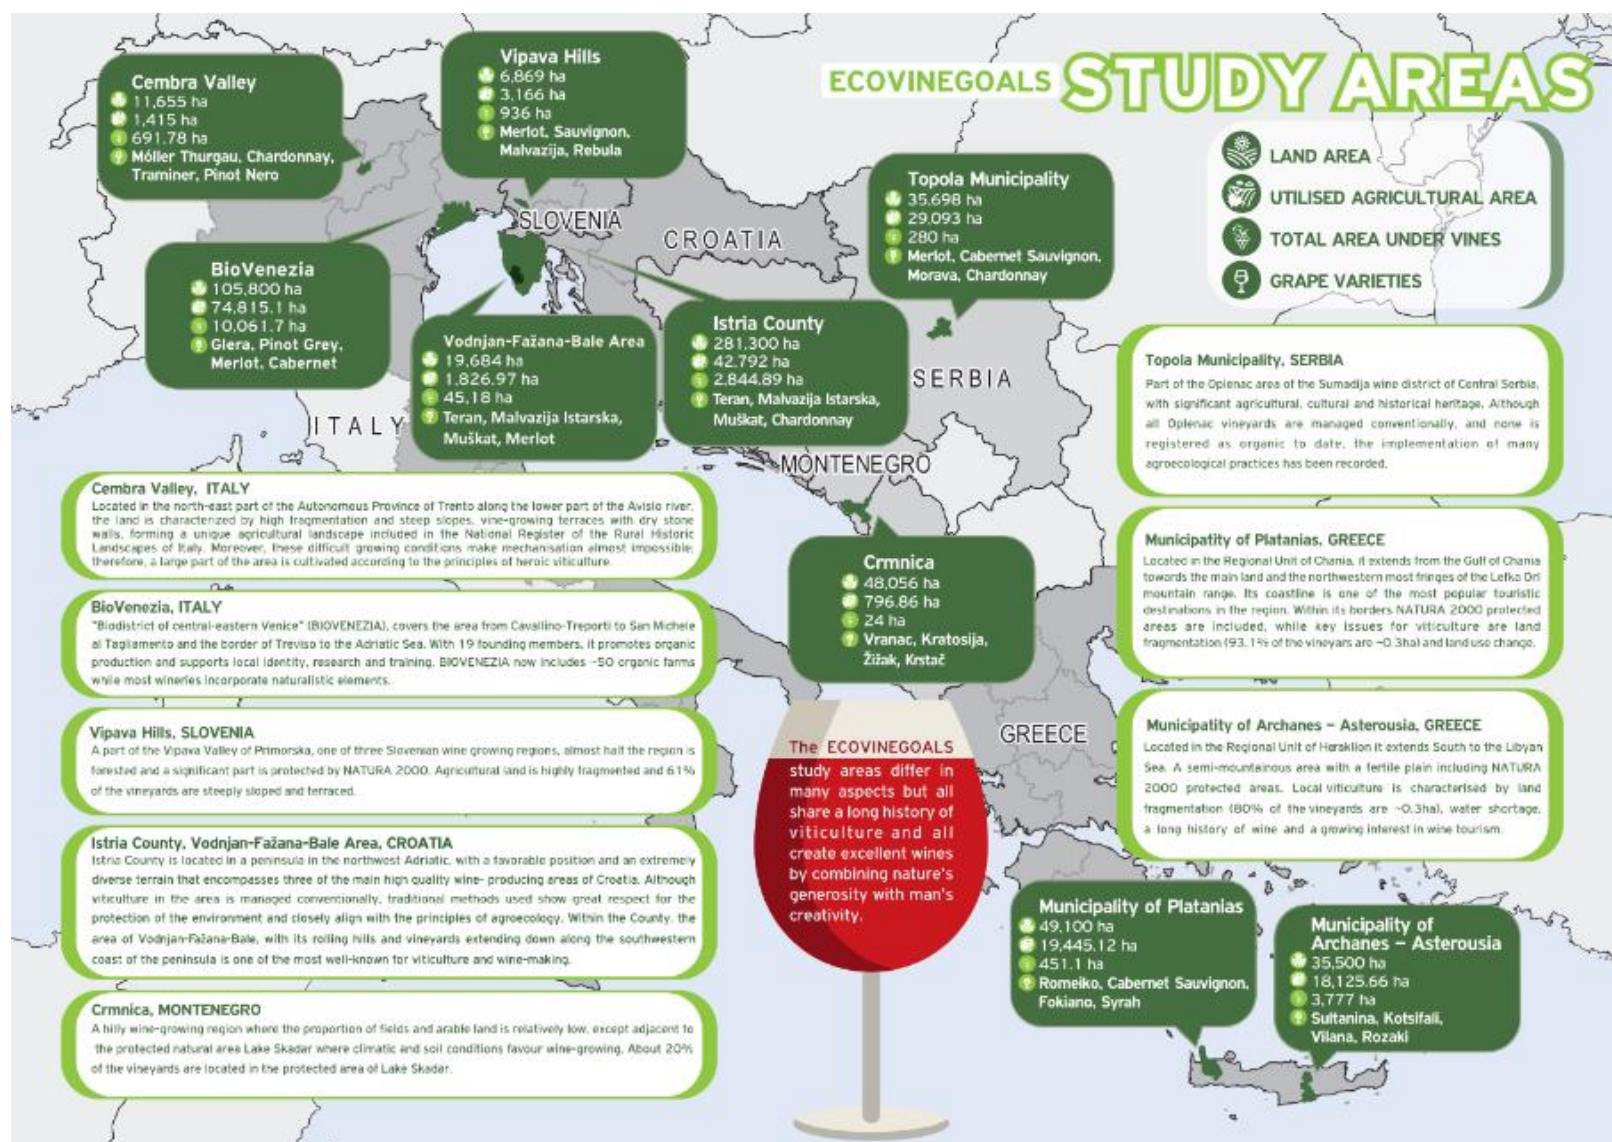 ECOVINEGOALS STUDY AREAS
LAND AREA
UTILISED AGRICULTURAL AREA
TOTAL AREA UNDER VINES
GRAPE VARIETIES
Cembra Valley
11,655 ha
1,415 ha
691.78 ha
Móller Thurgau, Chardonnay,
Traminer, Pinot Nero
Vipava Hills
6,869 ha
3,166 ha
936 ha
Merlot, Sauvignon,
Malvazija, Rebula
Topola Municipality
35.698 ha
29.093 ha
280 ha
Merlot, Cabernet Sauvignon,
Morava, Chardonnay
SLOVENIA
CROATIA
BioVenezia
105,800 ha
74,815.1 ha
10,061.7 ha
Glera, Pinot Grey,
Merlot, Cabernet
Vodnjan-Fažana-Bale Area
19,684 ha
1,826.97 ha
45,18 ha
Teran, Malvazija Istarska,
Muškat, Merlot
Istria County
281,300 ha
42.792 ha
2,844.89 ha
Teran, Malvazija Istarska,
Muškat, Chardonnay
SERBIA
ITALY
MONTENEGRO
Crmnica
48,056 ha
796.86 ha
24 ha
Vranac, Kratosija,
Žižak, Krstač
GREECE
Cembra Valley, ITALY
Located in the north-east part of the Autonomous Province of Trento along the lower part of the Avisio river,
the land is characterized by high fragmentation and steep slopes, vine-growing terraces with dry stone
walls, forming a unique agricultural landscape included in the National Register of the Rural Historic
Landscapes of Italy. Moreover, these difficult growing conditions make mechanisation almost impossible;
therefore, a large part of the area is cultivated according to the principles of heroic viticulture.
BioVenezia, ITALY
"Biodistrict of central-eastern Venice" (BIOVENEZIA), covers the area from Cavallino-Treporti to San Michele
al Tagliamento and the border of Treviso to the Adriatic Sea. With 19 founding members, it promotes organic
production and supports local identity, research and training. BIOVENEZIA now includes ~50 organic farms
while most wineries incorporate naturalistic elements.
Vipava Hills, SLOVENIA
A part of the Vipava Valley of Primorska, one of three Slovenian wine growing regions, almost half the region is
forested and a significant part is protected by NATURA 2000. Agricultural land is highly fragmented and 61%
of the vineyards are steeply sloped and terraced.
Istria County, Vodnjan-Fažana-Bale Area, CROATIA
Istria County is located in a peninsula in the northwest Adriatic, with a favorable position and an extremely
diverse terrain that encompasses three of the main high quality wine- producing areas of Croatia. Although
viticulture in the area is managed conventionally, traditional methods used show great respect for the
protection of the environment and closely align with the principles of agroecology. Within the County, the
area of Vodnjan-Fažana-Bale, with its rolling hills and vineyards extending down along the southwestern
coast of the peninsula is one of the most well-known for viticulture and wine-making.
Crmnica, MONTENEGRO
A hilly wine-growing region where the proportion of fields and arable land is relatively low, except adjacent to
the protected natural area Lake Skadar where climatic and soil conditions favour wine-growing. About 20%
of the vineyards are located in the protected area of Lake Skadar.
The ECOVINEGOALS
study areas differ in
many aspects but all
share a long history of
viticulture and all
create excellent wines
by combining nature's
generosity with man's
creativity.
Topola Municipality, SERBIA
Part of the Oplenac area of the Sumadija wine district of Central Serbia,
with significant agricultural, cultural and historical heritage. Although
all Oplenac vineyards are managed conventionally, and none is
registered as organic to date, the implementation of many
agroecological practices has been recorded.
Municipatity of Platanias, GREECE
Located in the Regional Unit of Chania, it extends from the Gulf of Chania
towards the main land and the northwestern most fringes of the Lefka Ori
mountain range. Its coastline is one of the most popular touristic
destinations in the region. Within its borders NATURA 2000 protected
areas are included, while key issues for viticulture are land
fragmentation (93.1% of the vineyars are ~0.3ha) and land use change.
Municipatity of Archanes – Asterousia, GREECE
Located in the Regional Unit of Heraklion it extends South to the Libyan
Sea. A semi-mountainous area with a fertile plain including NATURA
2000 protected areas. Local viticulture is characterised by land
fragmentation (80% of the vineyards are ~0.3ha), water shortage,
a long history of wine and a growing interest in wine tourism.
Municipality of Platanias
49.100 ha
19,445.12 ha
451.1 ha
Romeiko, Cabernet Sauvignon,
Fokiano, Syrah
Municipality of
Archanes – Asterousia
35,500 ha
18,125.66 ha
3,777 ha
Sultanina, Kotsifali,
Vilana, Rozaki